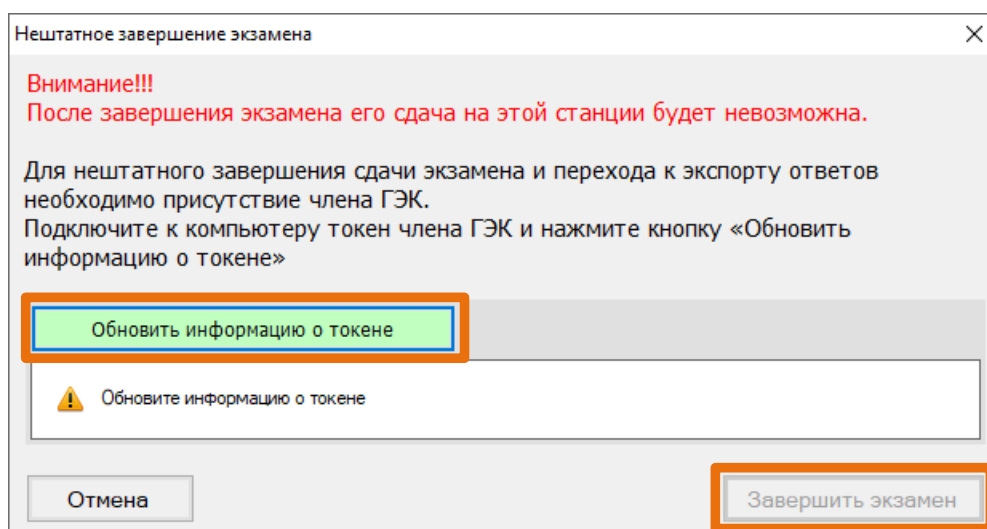 Нештатное завершение экзамена
Внимание!!!
После завершения экзамена его сдача на этой станции будет невозможна.
Для нештатного завершения сдачи экзамена и перехода к экспорту ответов
необходимо присутствие члена ГЭК.
Подключите к компьютеру токен члена ГЭК и нажмите кнопку «Обновить
информацию о токене»
Обновить информацию о токене
Обновите информацию о токене
Отмена
Завершить экзамен